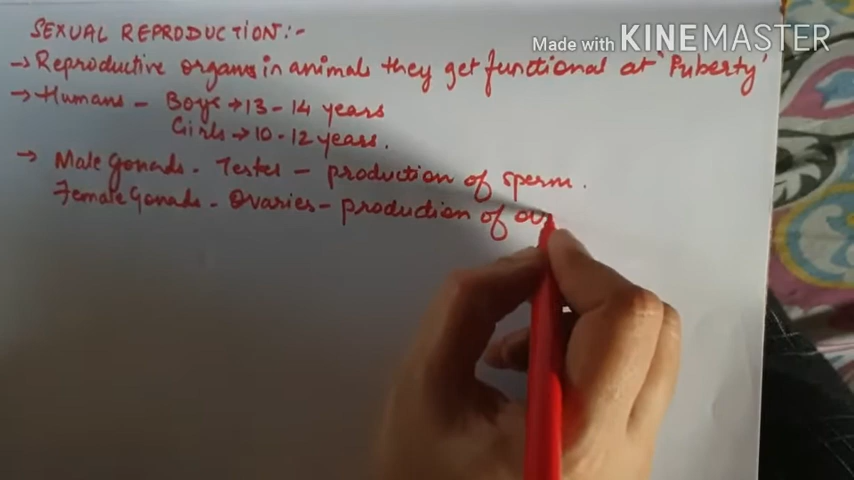 SEXUAL REPRODUCTION:-
Made with KINEMASTER
→ Reproductive organs in animals they get functional at 'Puberty'
→ Humans - Boys → 13 - 14 years
Girls → 10 - 12 years.
→ Male Gonads - Testes - production of sperm.
Female Gonads - Ovaries - production of ov